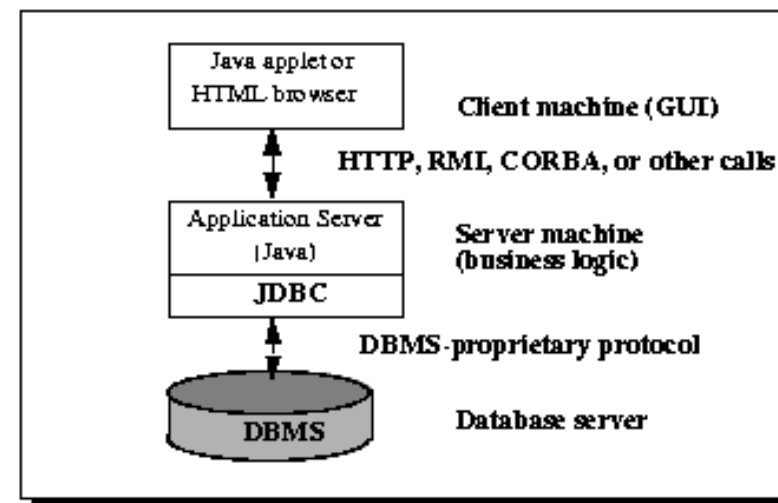 Java applet or
HTML browser
Client machine (GUI)
HTTP, RMI, CORBA, or other calls
Application Server
(Java)
JDBC
Server machine
(business logic)
DBMS-proprietary protocol
DBMS
Database server